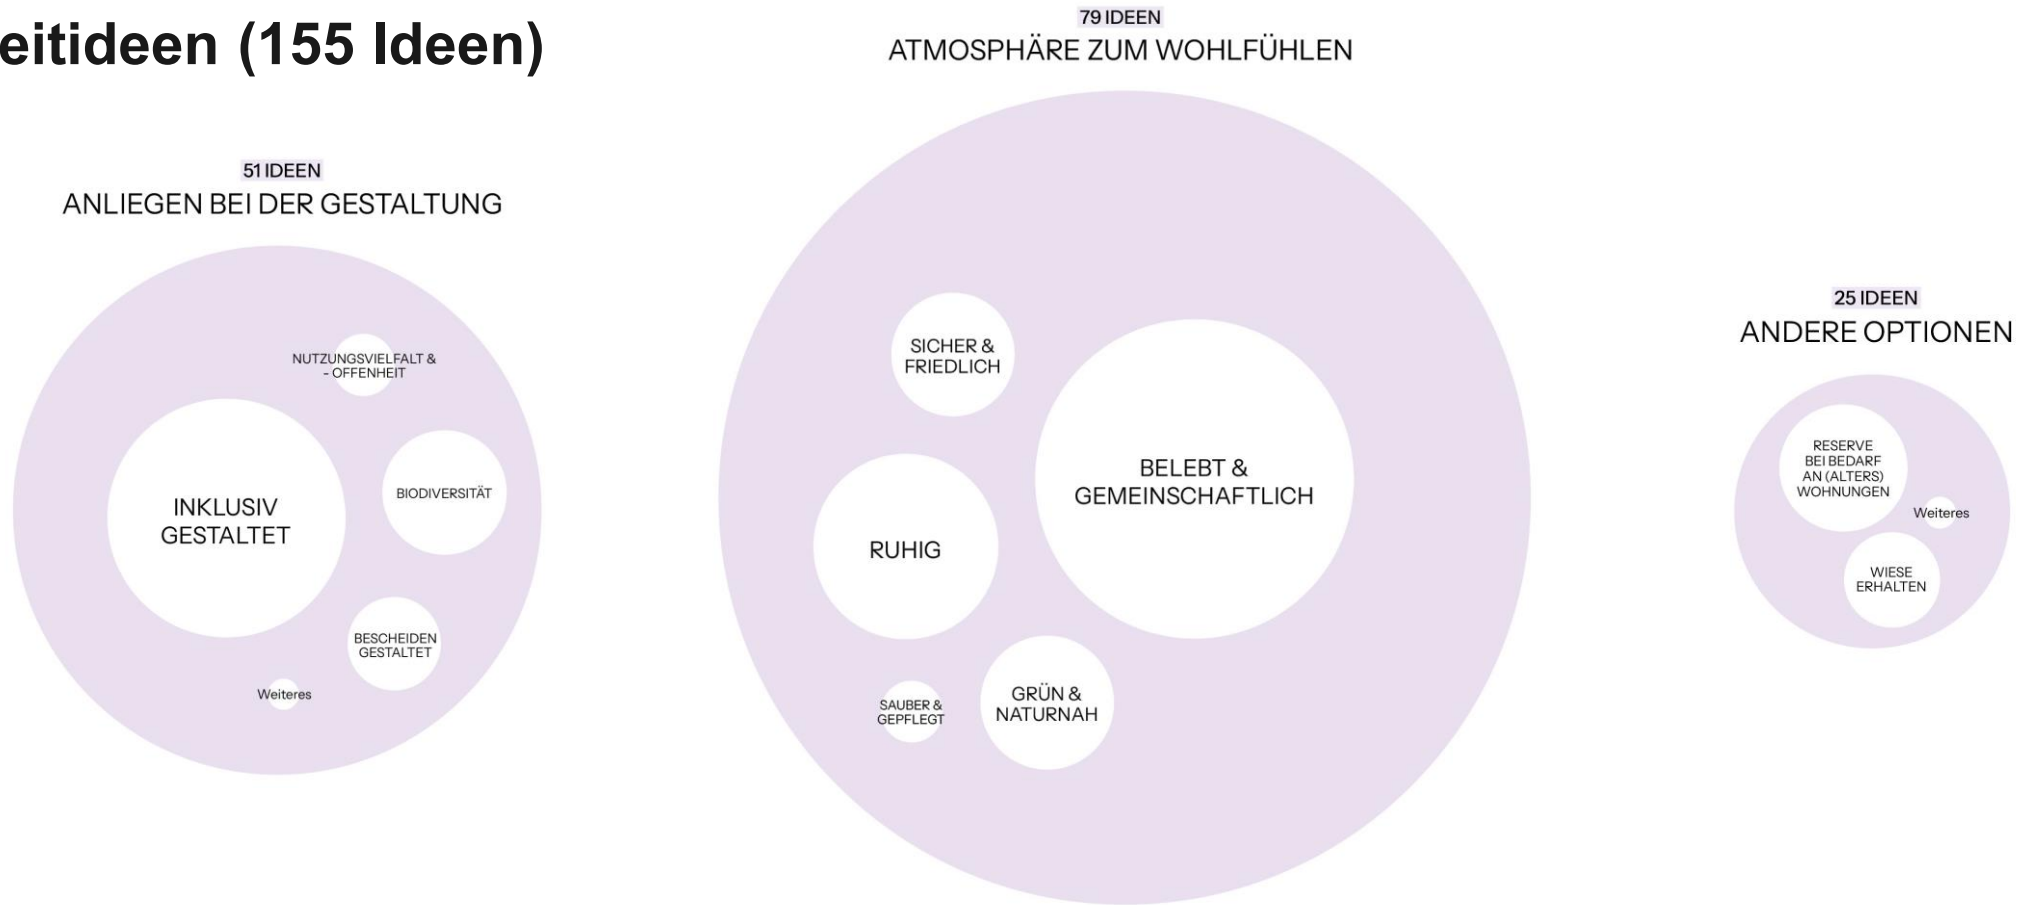 eitideen (155 Ideen)
51 IDEEN
ANLIEGEN BEI DER GESTALTUNG
NUTZUNGSVIELFALT &
- OFFENHEIT
INKLUSIV
GESTALTET
BIODIVERSITÄT
BESCHEIDEN
GESTALTET
Weiteres
79 IDEEN
ATMOSPHÄRE ZUM WOHLFÜHLEN
SICHER &
FRIEDLICH
BELEBT &
GEMEINSCHAFTLICH
RUHIG
SAUBER &
GEPFLEGT
GRÜN &
NATURNAH
25 IDEEN
ANDERE OPTIONEN
RESERVE
BEI BEDARF
AN (ALTERS)
WOHNUNGEN
Weiteres
WIESE
ERHALTEN